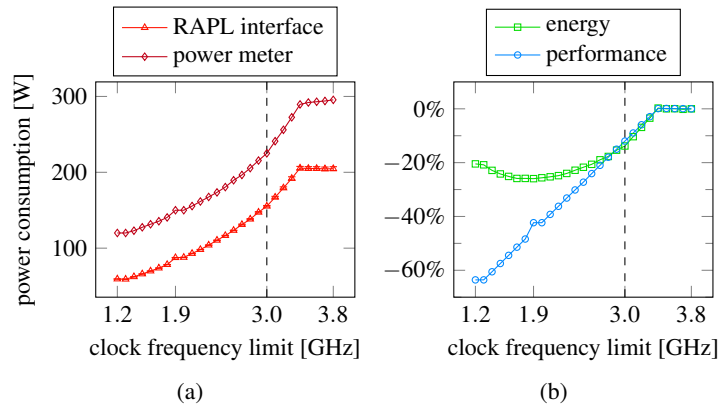 RAPL interface
power meter
power consumption [W]
300
200
100
1.2 1.9 3.0 3.8
clock frequency limit [GHz]
(a)
energy
performance
0%
−20%
−40%
−60%
1.2 1.9 3.0 3.8
clock frequency limit [GHz]
(b)